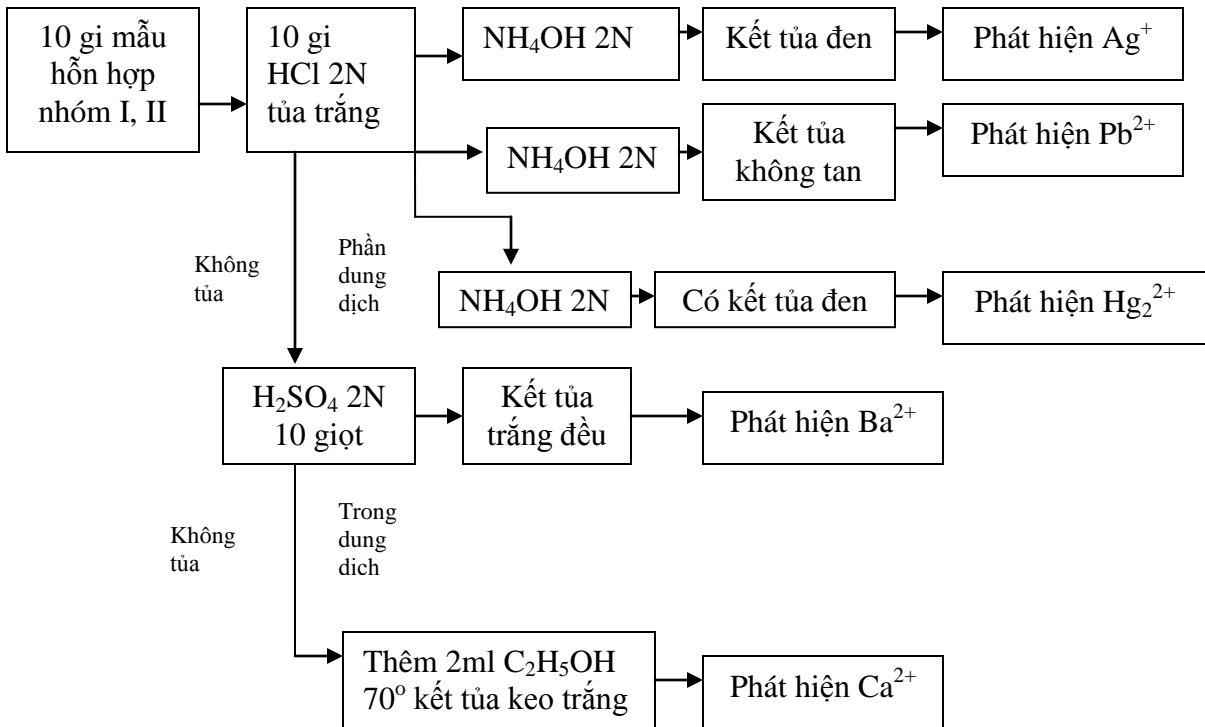 10 gi mẫu
hỗn hợp
nhóm I, II
10 gi
HCl 2N
tủa trắng
NH₄OH 2N
Kết tủa đen
Phát hiện Ag⁺
NH₄OH 2N
Kết tủa
không tan
Phát hiện Pb²⁺
Không
tủa
Phần
dung
dịch
NH₄OH 2N
Có kết tủa đen
Phát hiện Hg₂²⁺
H₂SO₄ 2N
10 giọt
Kết tủa
trắng đều
Phát hiện Ba²⁺
Không
tủa
Trong
dung
dich
Thêm 2ml C₂H₅OH
70º kết tủa keo trắng
Phát hiện Ca²⁺